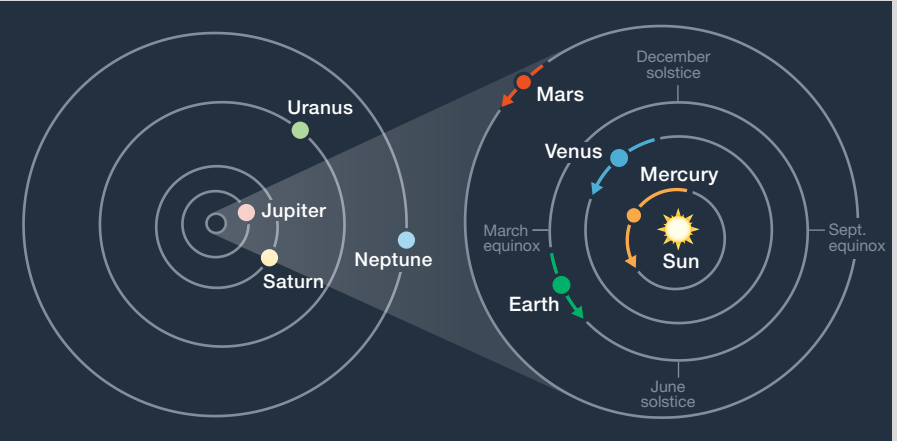 Uranus
Jupiter
Saturn
Neptune
December
solstice
Mars
Venus
Mercury
March
equinox
Sept.
equinox
Sun
Earth
June
solstice